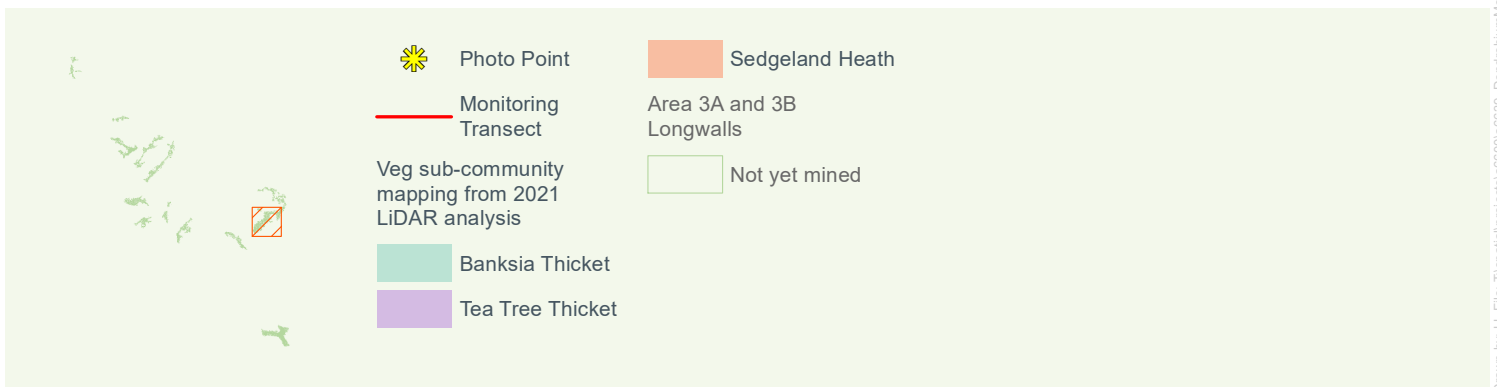 Photo Point
Monitoring
Transect
Veg sub-community
mapping from 2021
LiDAR analysis
Banksia Thicket
Tea Tree Thicket
Sedgeland Heath
Area 3A and 3B
Longwalls
Not yet mined